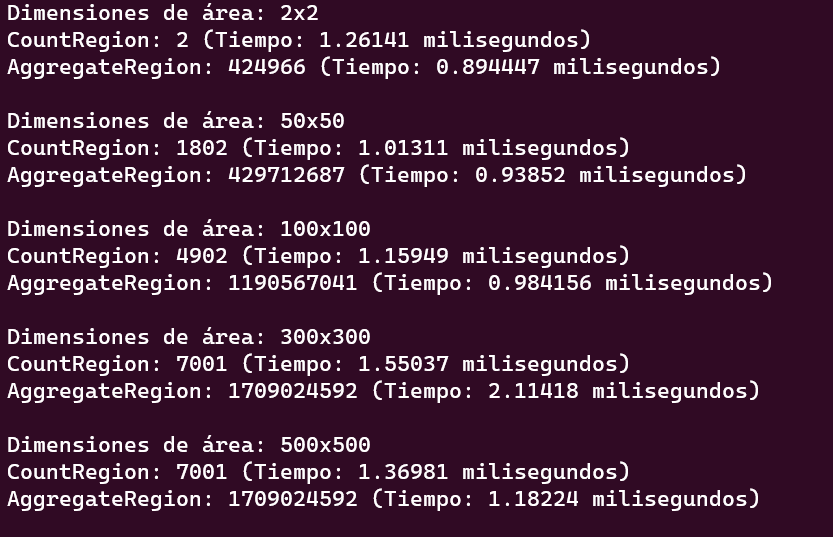 Dimensiones de área: 2x2
CountRegion: 2 (Tiempo: 1.26141 milisegundos)
AggregateRegion: 424966 (Tiempo: 0.894447 milisegundos)

Dimensiones de área: 50x50
CountRegion: 1802 (Tiempo: 1.01311 milisegundos)
AggregateRegion: 429712687 (Tiempo: 0.93852 milisegundos)

Dimensiones de área: 100x100
CountRegion: 4902 (Tiempo: 1.15949 milisegundos)
AggregateRegion: 1190567041 (Tiempo: 0.984156 milisegundos)

Dimensiones de área: 300x300
CountRegion: 7001 (Tiempo: 1.55037 milisegundos)
AggregateRegion: 1709024592 (Tiempo: 2.11418 milisegundos)

Dimensiones de área: 500x500
CountRegion: 7001 (Tiempo: 1.36981 milisegundos)
AggregateRegion: 1709024592 (Tiempo: 1.18224 milisegundos)